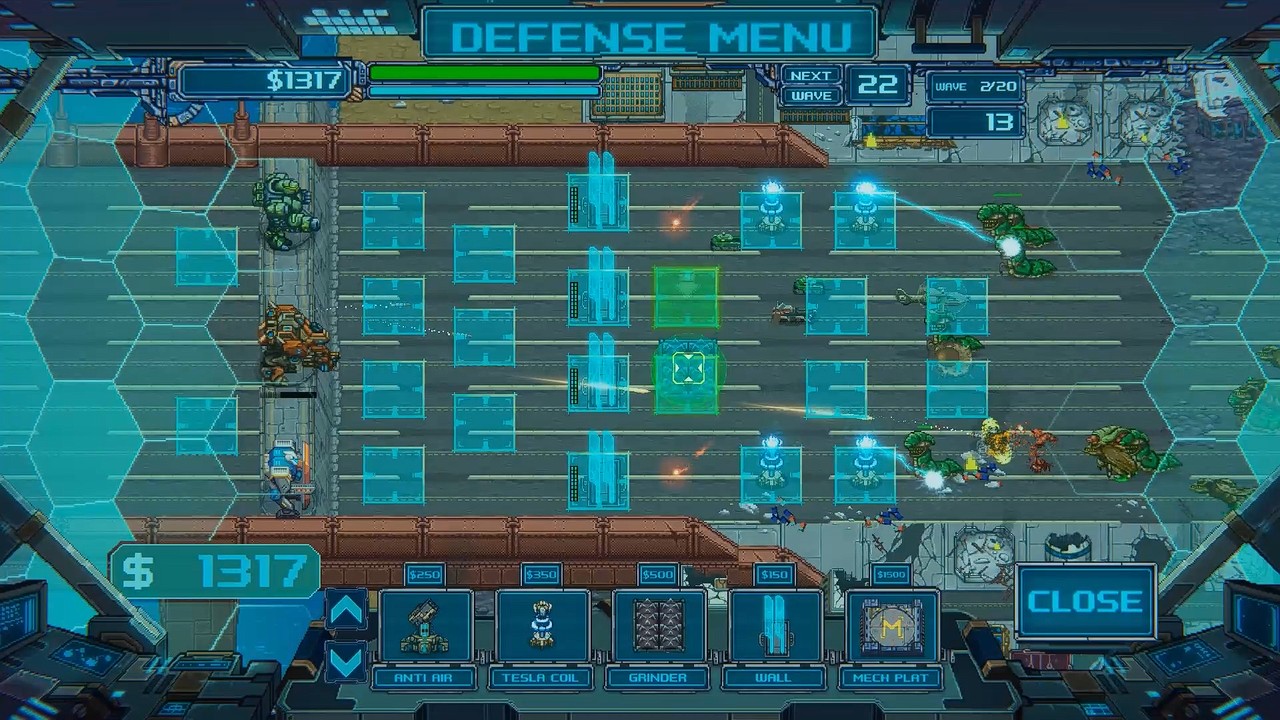 DEFENSE MENU
$1317
NEXT
WAVE
22
WAVE 2/20
13
$ 1317
$250
$350
$500
$150
$1500
M
CLOSE
ANTI AIR
TESLA COIL
GRINDER
WALL
MECH PLAT